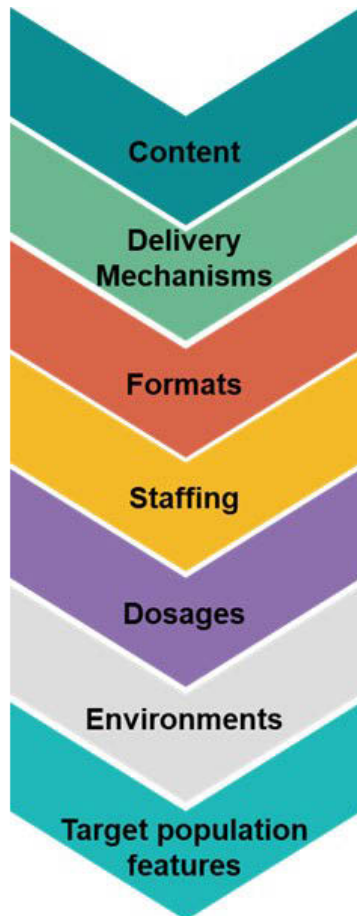 Content
Delivery
Mechanisms
Formats
Staffing
Dosages
Environments
Target population
features